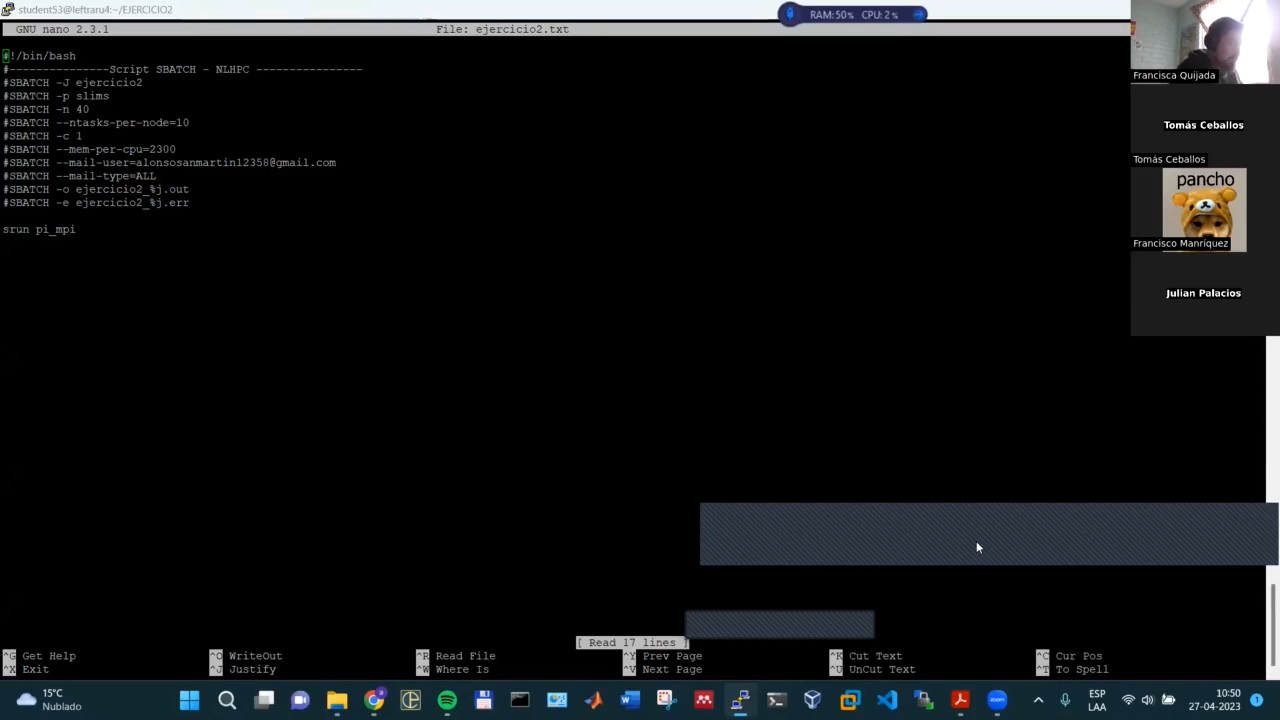 student53@leftraru4:~/EJERCICIO2
RAM:50% CPU:2%
GNU nano 2.3.1 File: ejercicio2.txt
#!/bin/bash
#---------------Script SBATCH - NLHPC ----------------
#SBATCH -J ejercicio2
#SBATCH -p slims
#SBATCH -n 40
#SBATCH --ntasks-per-node=10
#SBATCH -c 1
#SBATCH --mem-per-cpu=2300
#SBATCH --mail-user=alonsosanmartin12358@gmail.com
#SBATCH --mail-type=ALL
#SBATCH -o ejercicio2_%j.out
#SBATCH -e ejercicio2_%j.err
srun pi_mpi
Francisca Quijada
Tomás Ceballos
Tomás Ceballos
pancho
Francisco Manríquez
Julian Palacios
[ Read 17 lines ]
^G Get Help ^O WriteOut ^R Read File ^Y Prev Page ^K Cut Text ^C Cur Pos
^X Exit ^J Justify ^W Where Is ^V Next Page ^U UnCut Text ^T To Spell
15°C
Nublado
ESP
LAA
10:50
27-04-2023